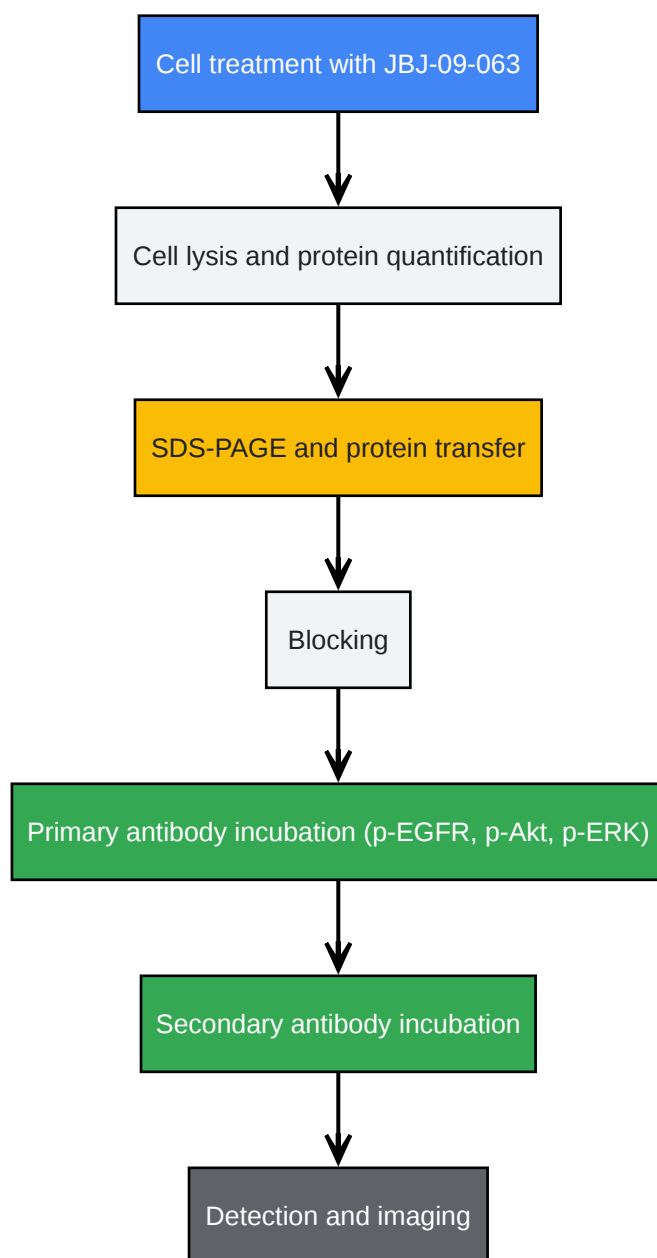 Cell treatment with JBJ-09-063
Cell lysis and protein quantification
SDS-PAGE and protein transfer
Blocking
Primary antibody incubation (p-EGFR, p-Akt, p-ERK)
Secondary antibody incubation
Detection and imaging